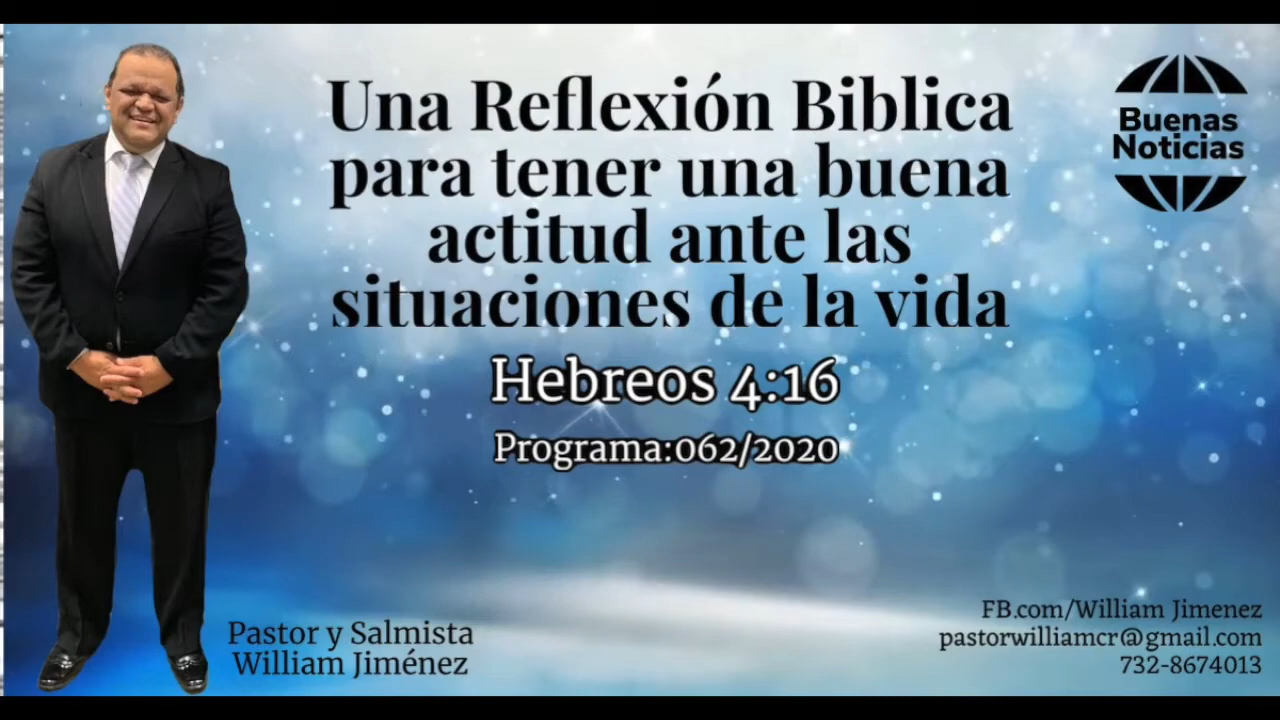 Una Reflexión Biblica
para tener una buena
actitud ante las
situaciones de la vida
Hebreos 4:16
Programa:062/2020
Buenas
Noticias
Pastor y Salmista
William Jiménez
FB.com/William Jimenez
pastorwilliamcr@gmail.com
732-8674013